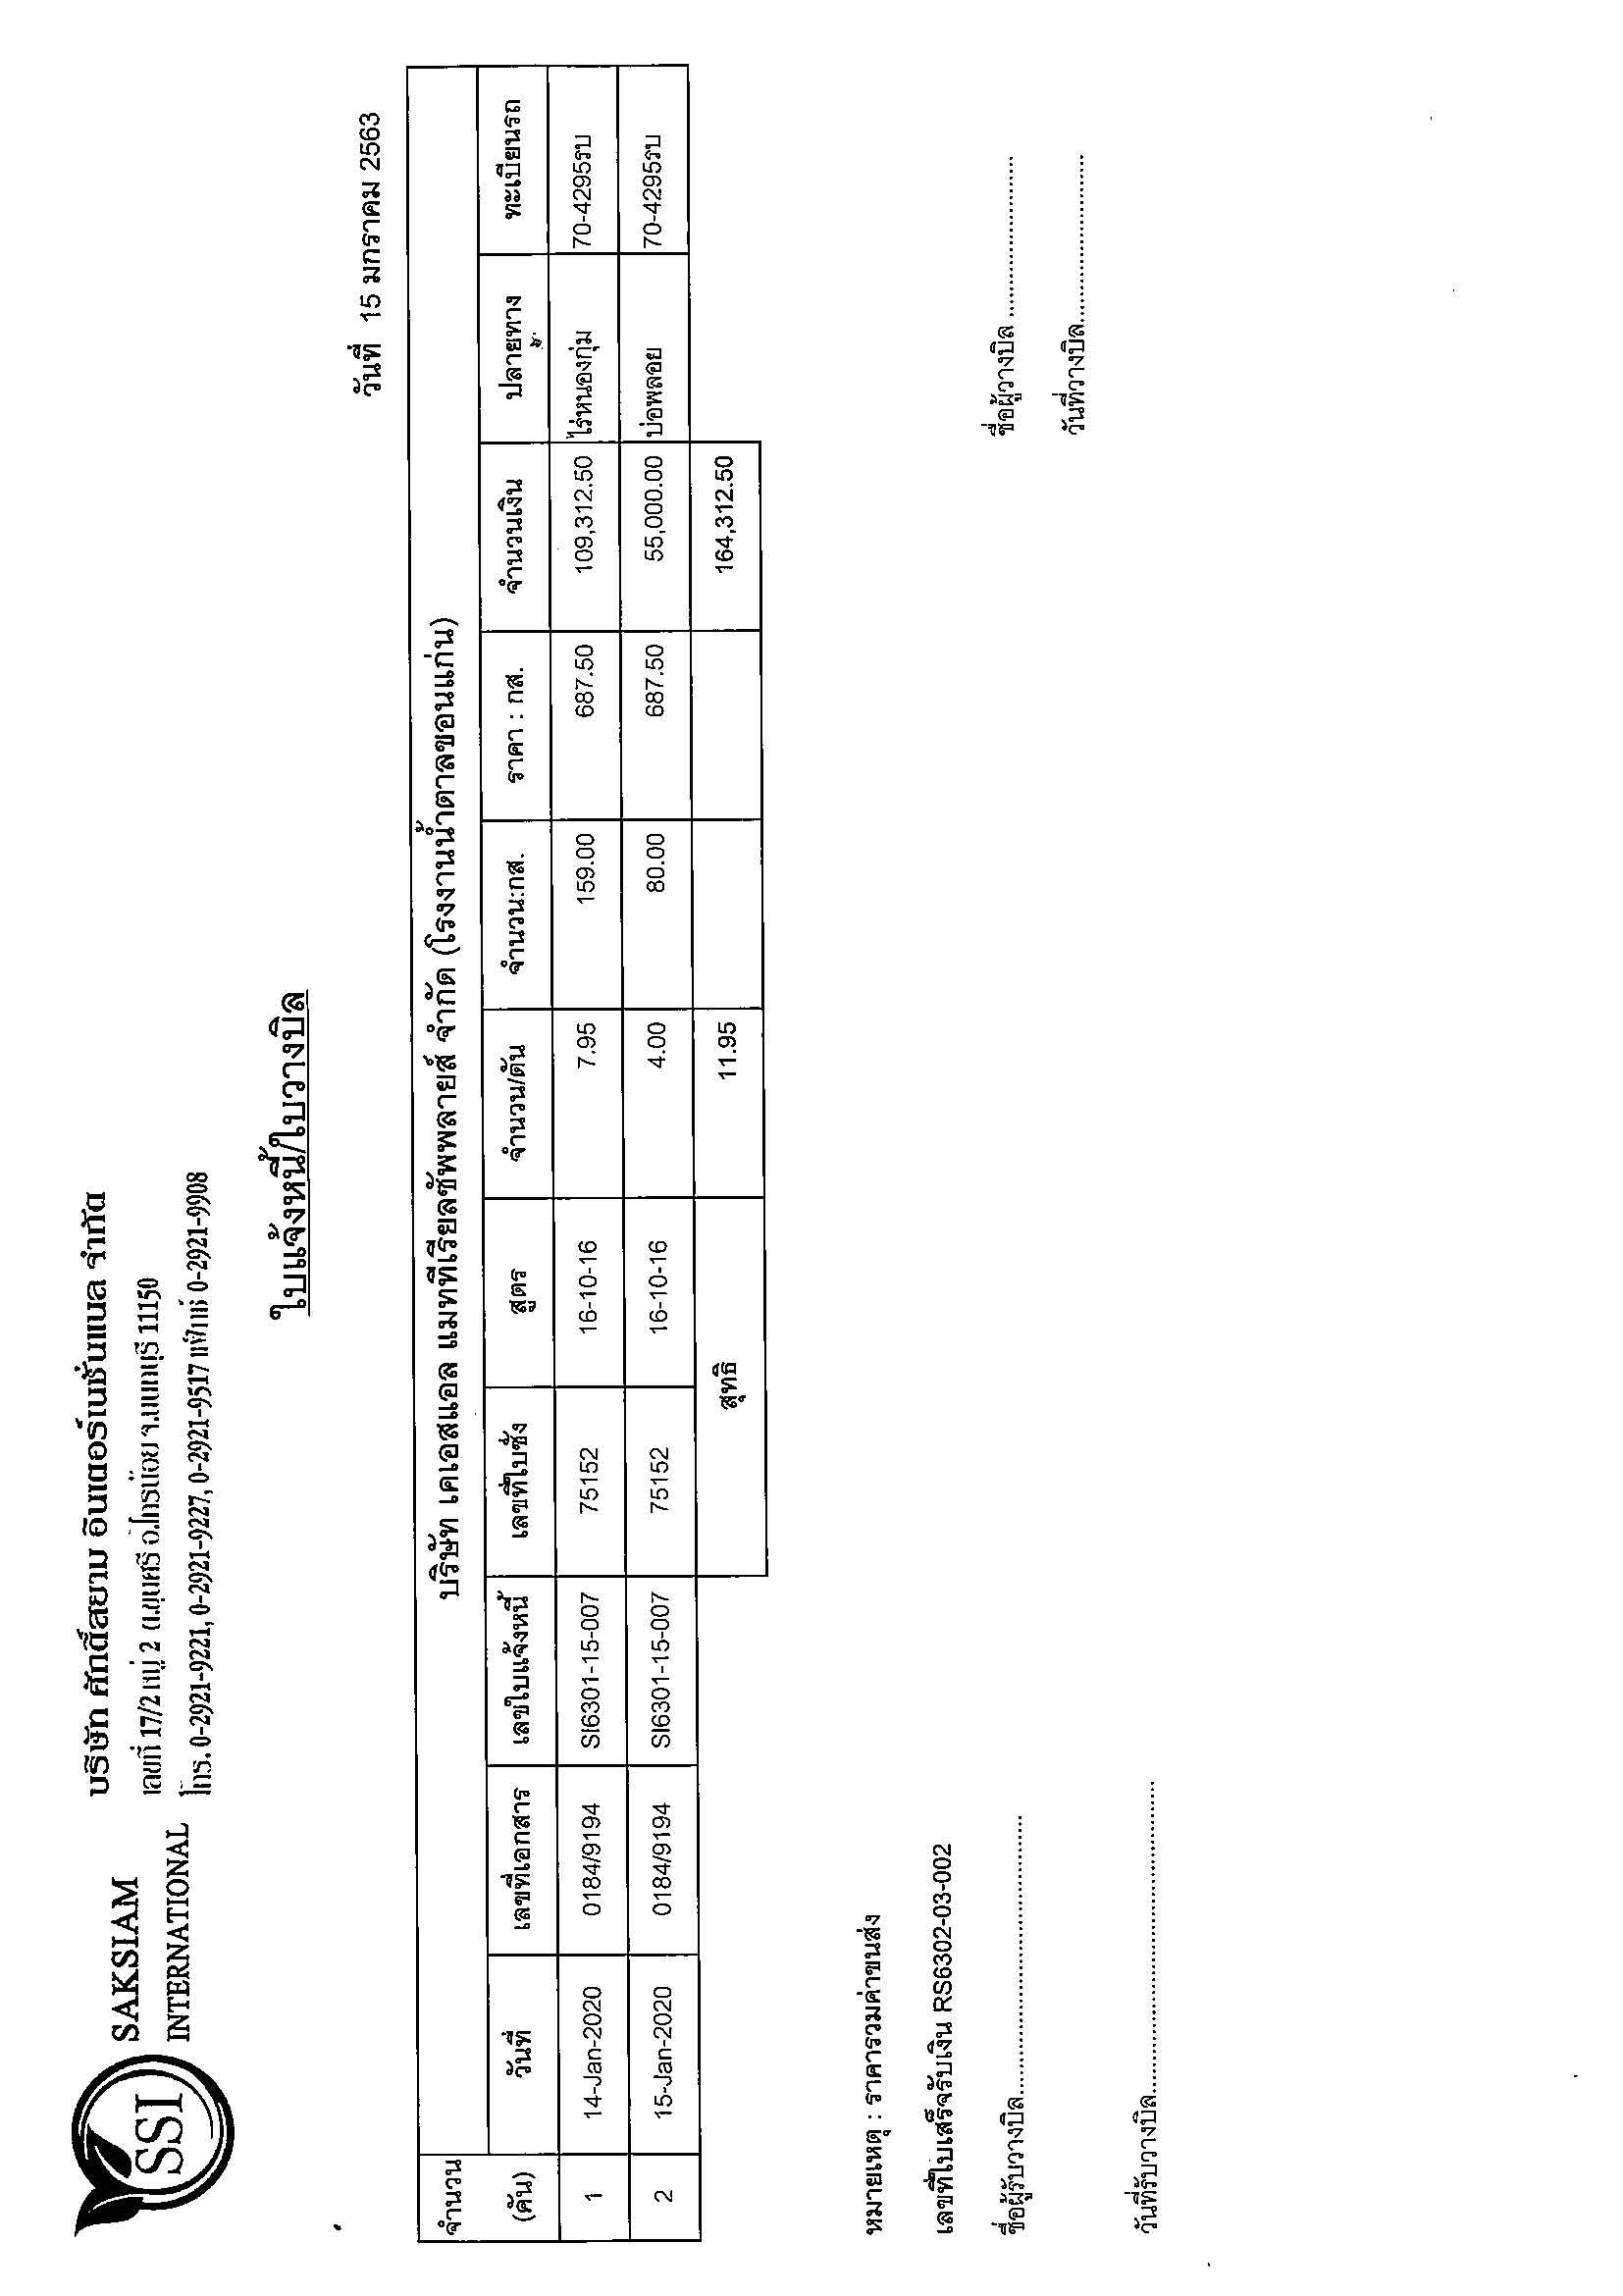 SSI
SAKSIAM
INTERNATIONAL
บริษัท ศักดิ์สยาม อินเตอร์เนชั่นแนล จำกัด
เลขที่ 17/2 หมู่ 2 ต.ขุนศรี อ.ไทรน้อย จ.นนทบุรี 11150
โทร. 0-2921-9221, 0-2921-9227, 0-2921-9517 แฟ็กซ์ 0-2921-9908
ใบแจ้งหนี้/ใบวางบิล
วันที่ 15 มกราคม 2563
จำนวน (คัน) บริษัท เคเอสแอล แมททีเรียลซัพพลายส์ จำกัด (โรงงานน้ำตาลขอนแก่น)
วันที่ เลขที่เอกสาร เลขใบแจ้งหนี้ เลขที่ใบชั่ง สูตร จำนวน/ตัน จำนวน:กส. ราคา : กส. จำนวนเงิน ปลายทาง ทะเบียนรถ
1 14-Jan-2020 0184/9194 SI6301-15-007 75152 16-10-16 7.95 159.00 687.50 109,312.50 ไร่หนองกุ่ม 70-4295รบ
2 15-Jan-2020 0184/9194 SI6301-15-007 75152 16-10-16 4.00 80.00 687.50 55,000.00 บ่อพลอย 70-4295รบ
สุทธิ 11.95 164,312.50
หมายเหตุ : ราคารวมค่าขนส่ง
เลขที่ใบเสร็จรับเงิน RS6302-03-002
ชื่อผู้รับวางบิล.......................................... ชื่อผู้วางบิล ........................
วันที่รับวางบิล.......................................... วันที่วางบิล.........................